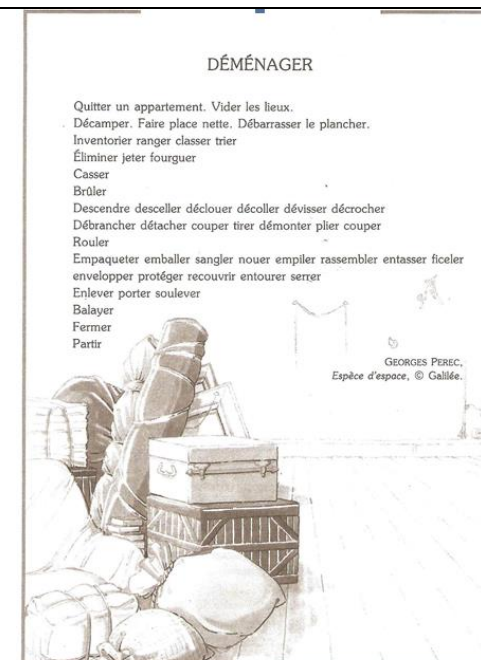 DÉMÉNAGER
Quitter un appartement. Vider les lieux.
Décamper. Faire place nette. Débarrasser le plancher.
Inventorier ranger classer trier
Éliminer jeter fourguer
Casser
Brûler
Descendre desceller déclouer décoller dévisser décrocher
Débrancher détacher couper tirer démonter plier couper
Rouler
Empaqueter emballer sangler nouer empiler rassembler entasser ficeler
envelopper protéger recouvrir entourer serrer
Enlever porter soulever
Balayer
Fermer
Partir
GEORGES PEREC,
Espèce d'espace, © Galilée.